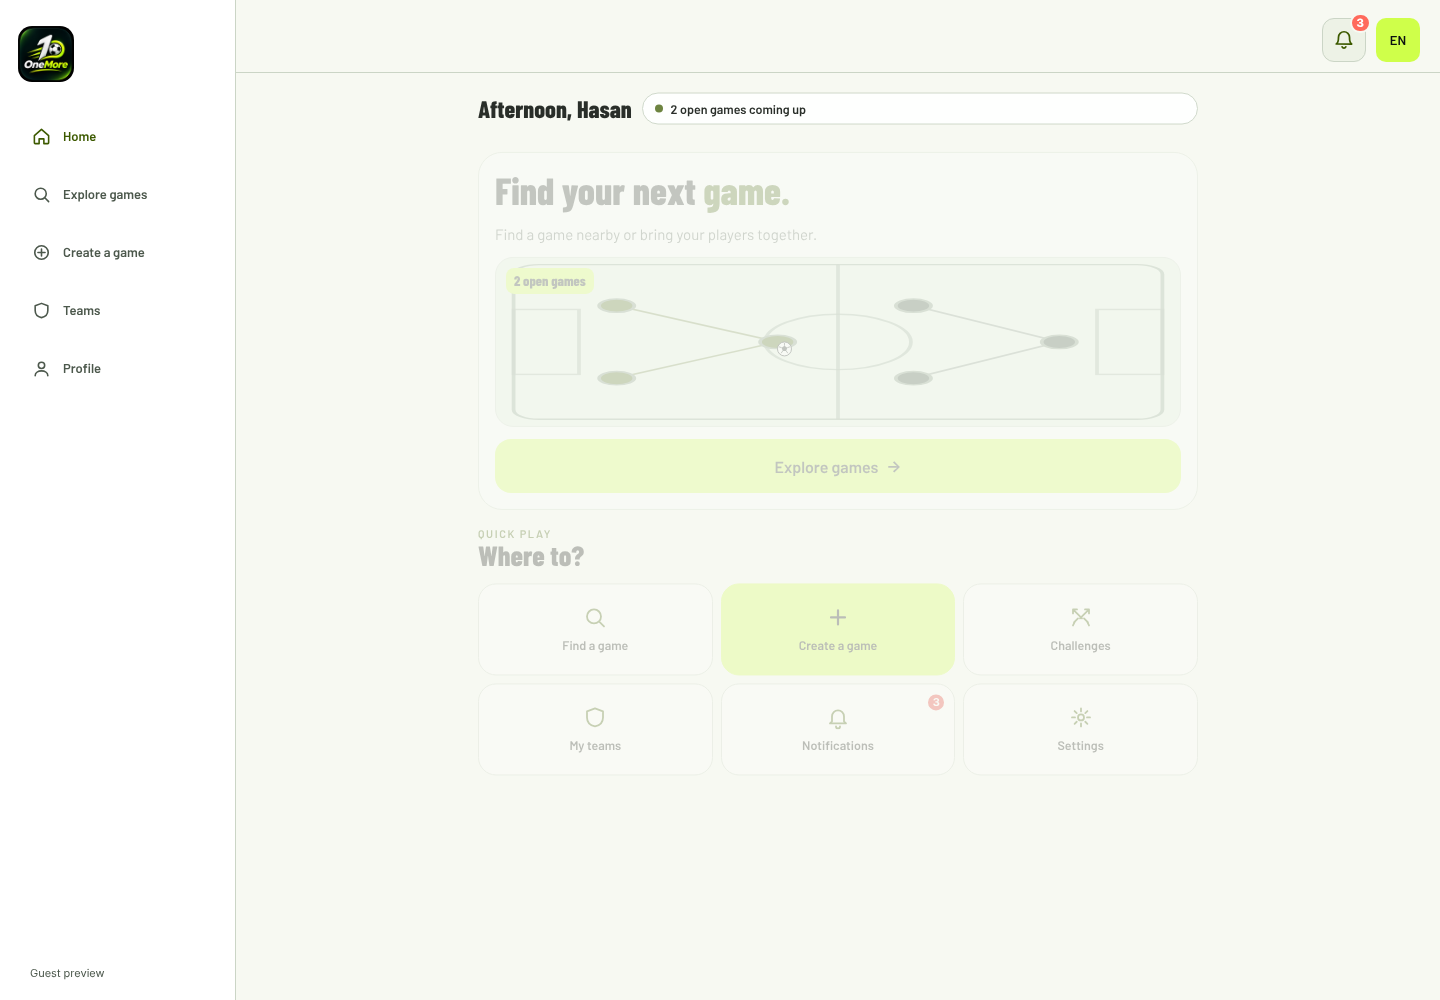 OneMore
Home
Explore games
Create a game
Teams
Profile
Guest preview
3
EN
Afternoon, Hasan
2 open games coming up
Find your next game.
Find a game nearby or bring your players together.
2 open games
Explore games
QUICK PLAY
Where to?
Find a game
Create a game
Challenges
My teams
3
Notifications
Settings